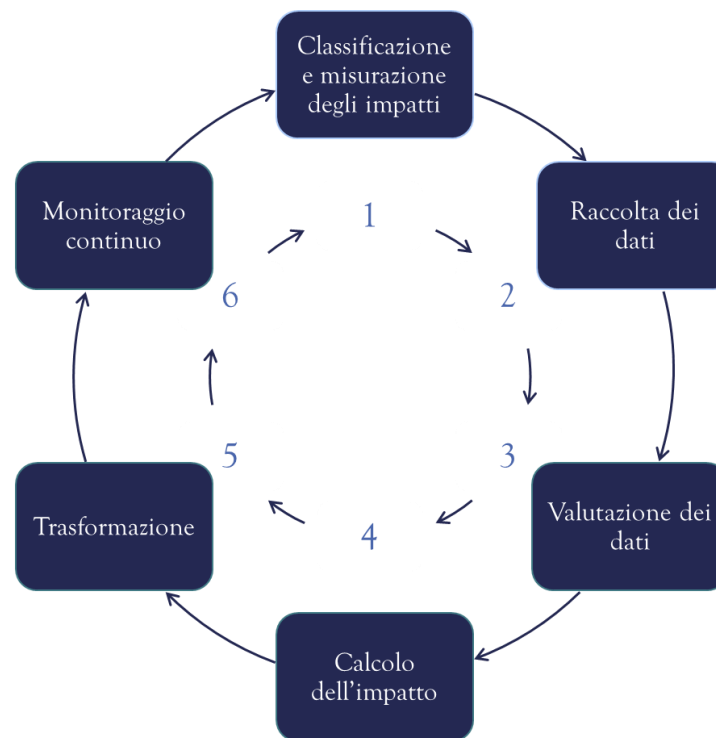 Classificazione
e misurazione
degli impatti
1
Raccolta dei
dati
2
Valutazione dei
dati
3
Calcolo
dell’impatto
4
Trasformazione
5
Monitoraggio
continuo
6